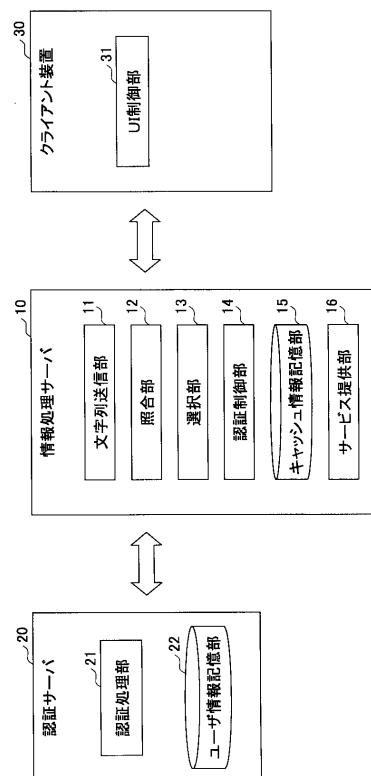 30
クライアント装置
31
UI制御部
10
情報処理サーバ
11
文字列送信部
12
照合部
13
選択部
14
認証制御部
15
キャッシュ情報記憶部
16
サービス提供部
20
認証サーバ
21
認証処理部
22
ユーザ情報記憶部